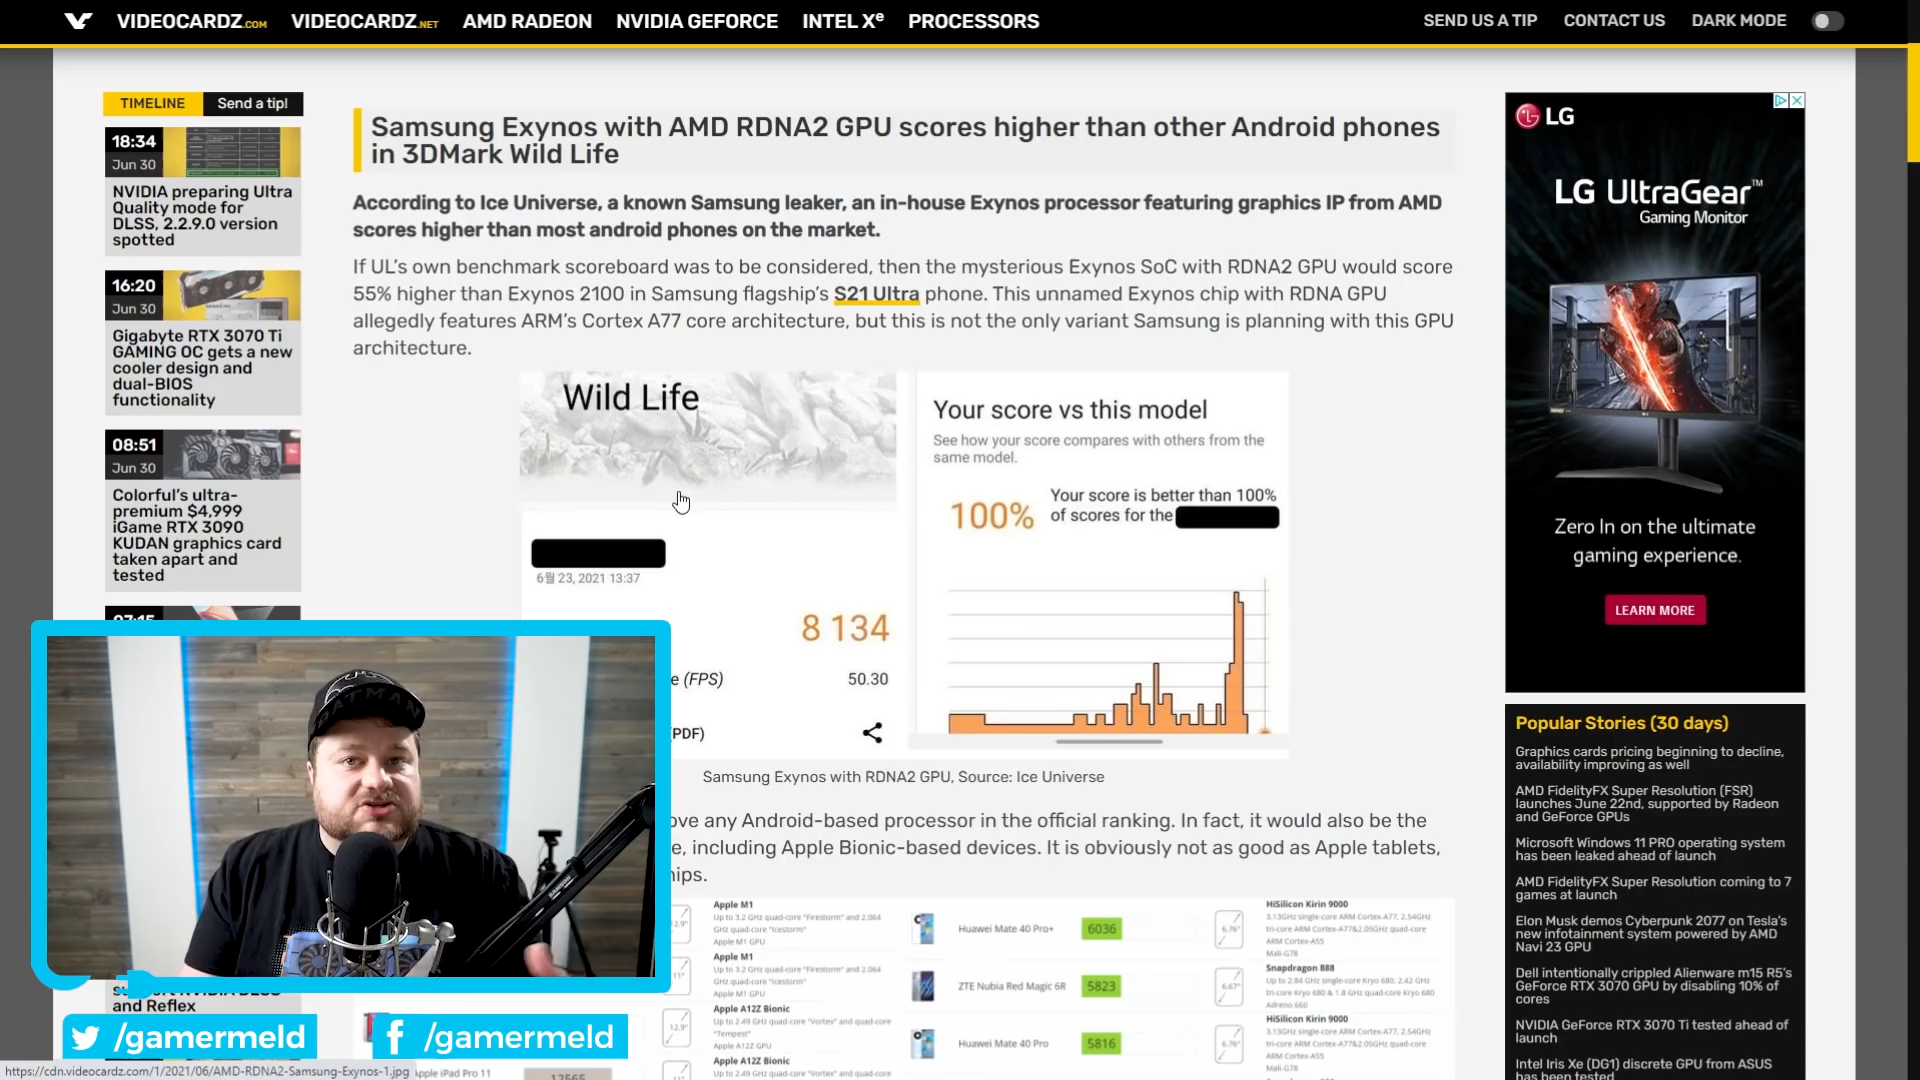 VIDEOCARDZ.COM
VIDEOCARDZ.NET
AMD RADEON
NVIDIA GEFORCE
INTEL Xe
PROCESSORS
SEND US A TIP
CONTACT US
DARK MODE
TIMELINE
Send a tip!
18:34
Jun 30
NVIDIA preparing Ultra
Quality mode for
DLSS, 2.2.9.0 version
spotted
16:20
Jun 30
Gigabyte RTX 3070 Ti
GAMING OC gets a new
cooler design and
dual-BIOS
functionality
08:51
Jun 30
Colorful's ultra-
premium $4,999
iGame RTX 3090
KUDAN graphics card
taken apart and
tested
and Reflex
Samsung Exynos with AMD RDNA2 GPU scores higher than other Android phones
in 3DMark Wild Life
According to Ice Universe, a known Samsung leaker, an in-house Exynos processor featuring graphics IP from AMD
scores higher than most android phones on the market.
If UL's own benchmark scoreboard was to be considered, then the mysterious Exynos SoC with RDNA2 GPU would score
55% higher than Exynos 2100 in Samsung flagship's S21 Ultra phone. This unnamed Exynos chip with RDNA GPU
allegedly features ARM's Cortex A77 core architecture, but this is not the only variant Samsung is planning with this GPU
architecture.
Wild Life
6월 23, 2021 13:37
8 134
e (FPS)
50.30
PDF)
Your score vs this model
See how your score compares with others from the
same model.
100%
Your score is better than 100%
of scores for the
Samsung Exynos with RDNA2 GPU, Source: Ice Universe
ove any Android-based processor in the official ranking. In fact, it would also be the
e, including Apple Bionic-based devices. It is obviously not as good as Apple tablets,
hips.
12.9"
Apple M1
Up to 3.2 GHz quad-core "Firestorm" and 2.064
GHz quad-core "Icestorm"
Apple M1 GPU
11"
Apple M1
Up to 3.2 GHz quad-core "Firestorm" and 2.064
GHz quad-core "Icestorm"
Apple M1 GPU
12.9"
Apple A12Z Bionic
Up to 2.49 GHz quad-core "Vortex" and quad-core
"Tempest"
Apple A12Z GPU
Apple A12Z Bionic
Up to 2.49 GHz quad-core "Vortex" and quad-core
pple iPad Pro 11
12565
Huawei Mate 40 Pro+
6036
6.76"
HiSilicon Kirin 9000
3.13GHz single-core ARM Cortex-A77, 2.54GHz
tri-core ARM Cortex-A77&2.05GHz quad-core
ARM Cortex-A55
Mali-G78
ZTE Nubia Red Magic 6R
5823
6.67"
Snapdragon 888
Up to 2.84 GHz single-core Kryo 680, 2.42 GHz
tri-core Kryo 680 & 1.8 GHz quad-core Kryo 680
Adreno 660
Huawei Mate 40 Pro
5816
6.76"
HiSilicon Kirin 9000
3.13GHz single-core ARM Cortex-A77, 2.54GHz
tri-core ARM Cortex-A77&2.05GHz quad-core
ARM Cortex-A55
Mali-G78
LG
LG UltraGear™
Gaming Monitor
Zero In on the ultimate
gaming experience.
LEARN MORE
Popular Stories (30 days)
Graphics cards pricing beginning to decline,
availability improving as well
AMD FidelityFX Super Resolution (FSR)
launches June 22nd, supported by Radeon
and GeForce GPUs
Microsoft Windows 11 PRO operating system
has been leaked ahead of launch
AMD FidelityFX Super Resolution coming to 7
games at launch
Elon Musk demos Cyberpunk 2077 on Tesla's
new infotainment system powered by AMD
Navi 23 GPU
Dell intentionally crippled Alienware m15 R5's
GeForce RTX 3070 GPU by disabling 10% of
cores
NVIDIA GeForce RTX 3070 Ti tested ahead of
launch
Intel Iris Xe (DG1) discrete GPU from ASUS
has been tested
BATMAN
/gamermeld
/gamermeld
https://cdn.videocardz.com/1/2021/06/AMD-RDNA2-Samsung-Exynos-1.jpg